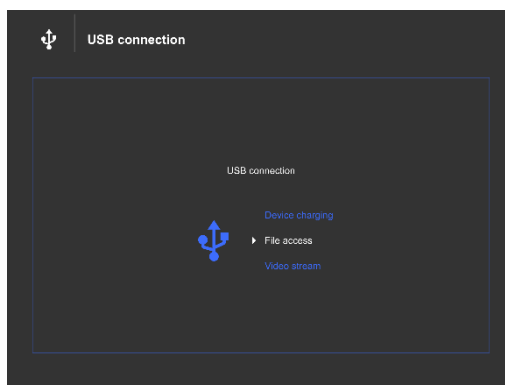 USB connection
USB connection
Device charging
File access
Video stream